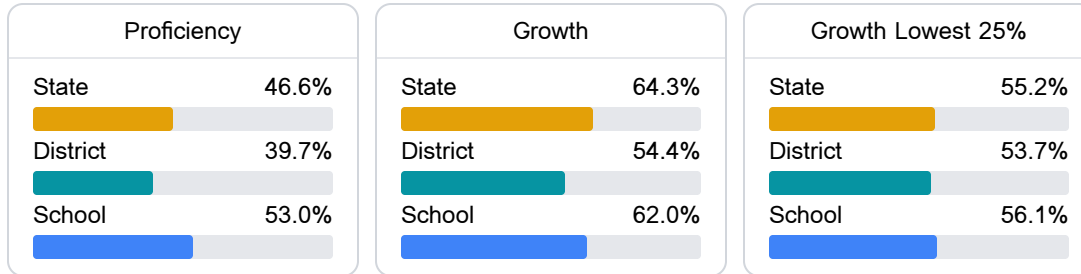 Proficiency
State 46.6%
District 39.7%
School 53.0%
Growth
State 64.3%
District 54.4%
School 62.0%
Growth Lowest 25%
State 55.2%
District 53.7%
School 56.1%